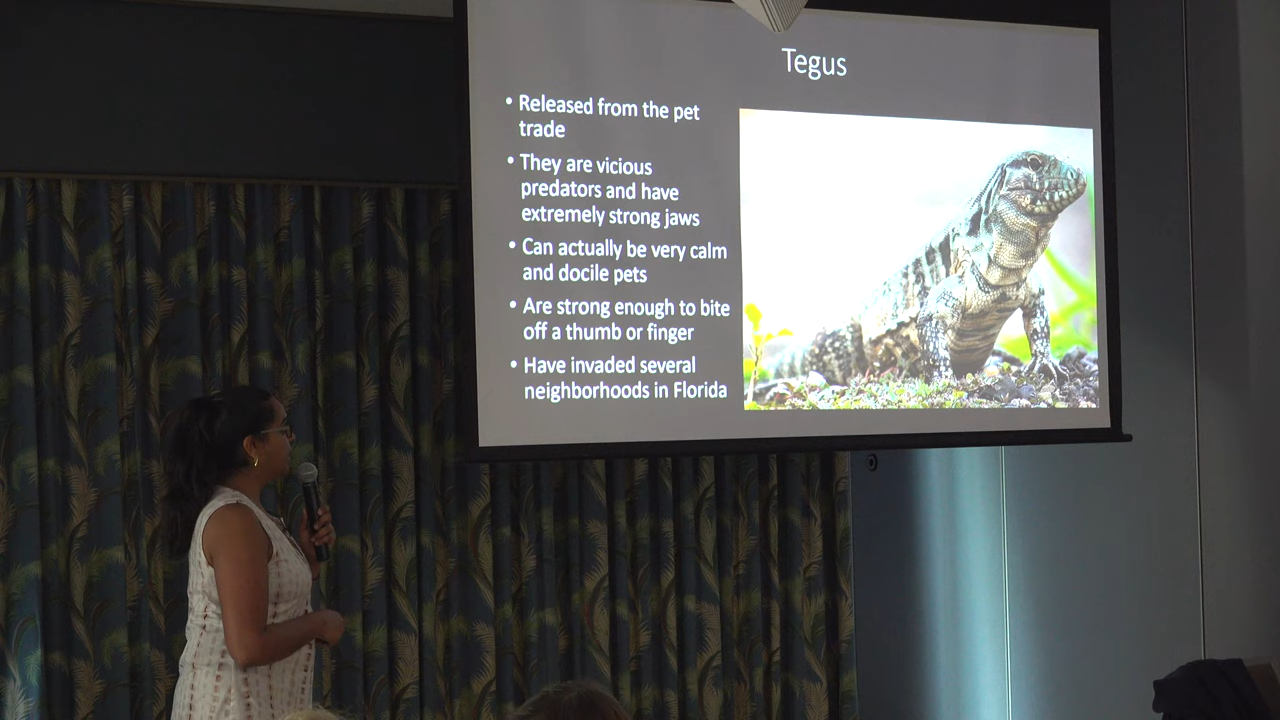 Tegus
• Released from the pet
trade
• They are vicious
predators and have
extremely strong jaws
• Can actually be very calm
and docile pets
• Are strong enough to bite
off a thumb or finger
• Have invaded several
neighborhoods in Florida